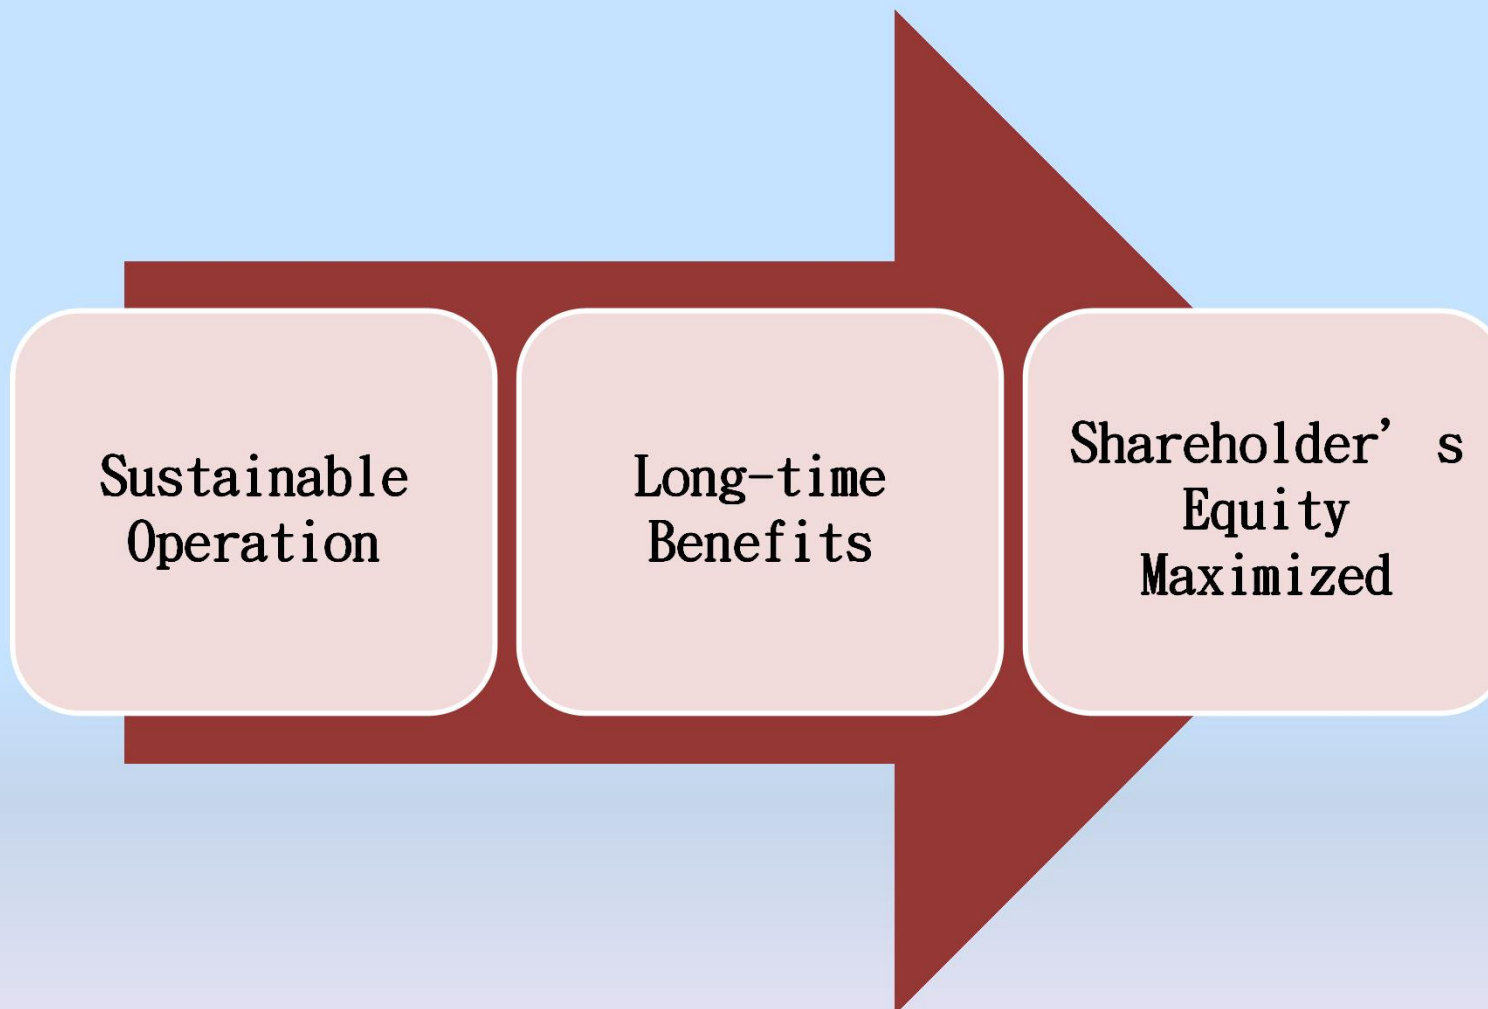 Sustainable
Operation
Long-time
Benefits
Shareholder’s
Equity
Maximized